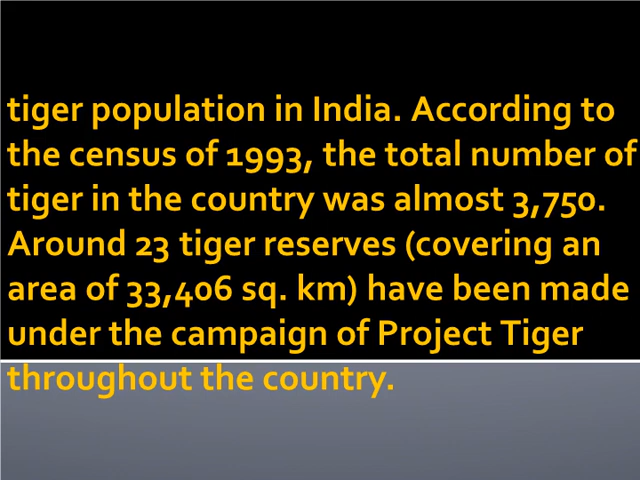 tiger population in India. According to
the census of 1993, the total number of
tiger in the country was almost 3,750.
Around 23 tiger reserves (covering an
area of 33,406 sq. km) have been made
under the campaign of Project Tiger
throughout the country.